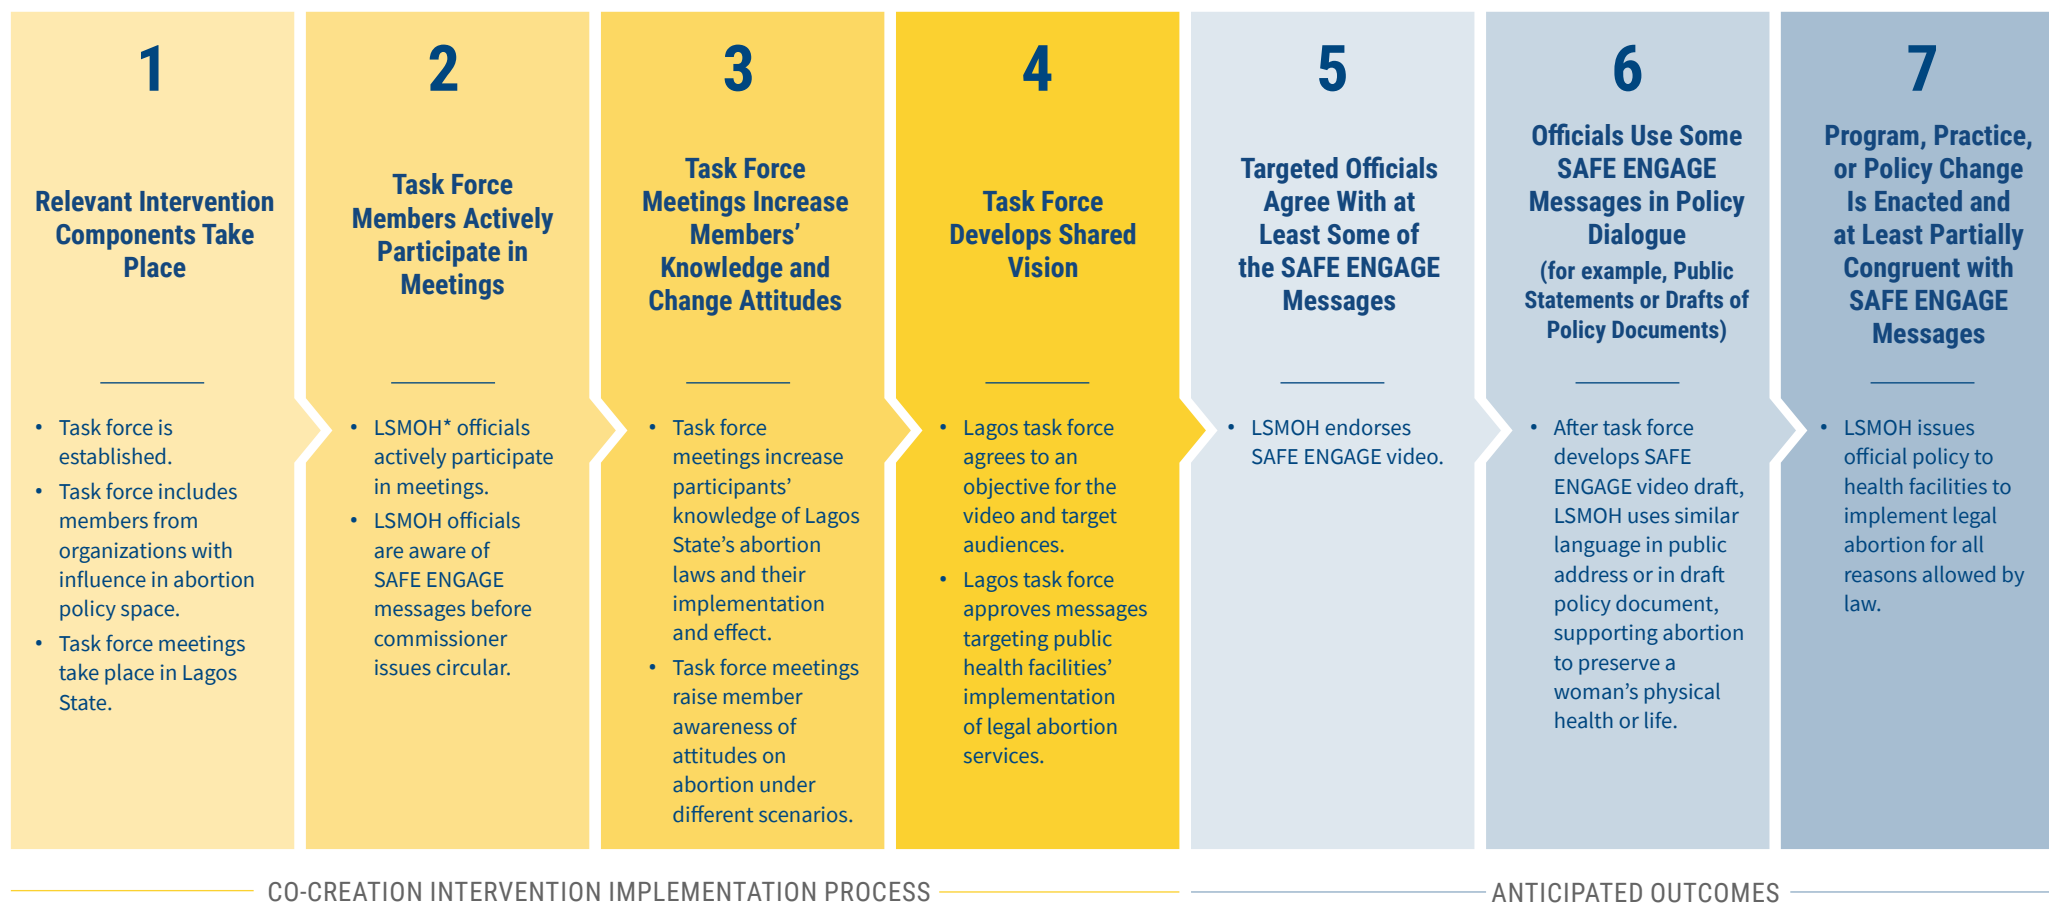 1
Relevant Intervention
Components Take
Place
• Task force is
established.
• Task force includes
members from
organizations with
influence in abortion
policy space.
• Task force meetings
take place in Lagos
State.
2
Task Force
Members Actively
Participate in
Meetings
• LSMOH* officials
actively participate
in meetings.
• LSMOH officials
are aware of
SAFE ENGAGE
messages before
commissioner
issues circular.
3
Task Force
Meetings Increase
Members’
Knowledge and
Change Attitudes
• Task force
meetings increase
participants’
knowledge of Lagos
State’s abortion
laws and their
implementation
and effect.
• Task force meetings
raise member
awareness of
attitudes on
abortion under
different scenarios.
4
Task Force
Develops Shared
Vision
• Lagos task force
agrees to an
objective for the
video and target
audiences.
• Lagos task force
approves messages
targeting public
health facilities’
implementation
of legal abortion
services.
5
Targeted Officials
Agree With at
Least Some of
the SAFE ENGAGE
Messages
• LSMOH endorses
SAFE ENGAGE video.
6
Officials Use Some
SAFE ENGAGE
Messages in Policy
Dialogue
(for example, Public
Statements or Drafts of
Policy Documents)
• After task force
develops SAFE
ENGAGE video draft,
LSMOH uses similar
language in public
address or in draft
policy document,
supporting abortion
to preserve a
woman’s physical
health or life.
7
Program, Practice,
or Policy Change
Is Enacted and
at Least Partially
Congruent with
SAFE ENGAGE
Messages
• LSMOH issues
official policy to
health facilities to
implement legal
abortion for all
reasons allowed by
law.
CO-CREATION INTERVENTION IMPLEMENTATION PROCESS
ANTICIPATED OUTCOMES